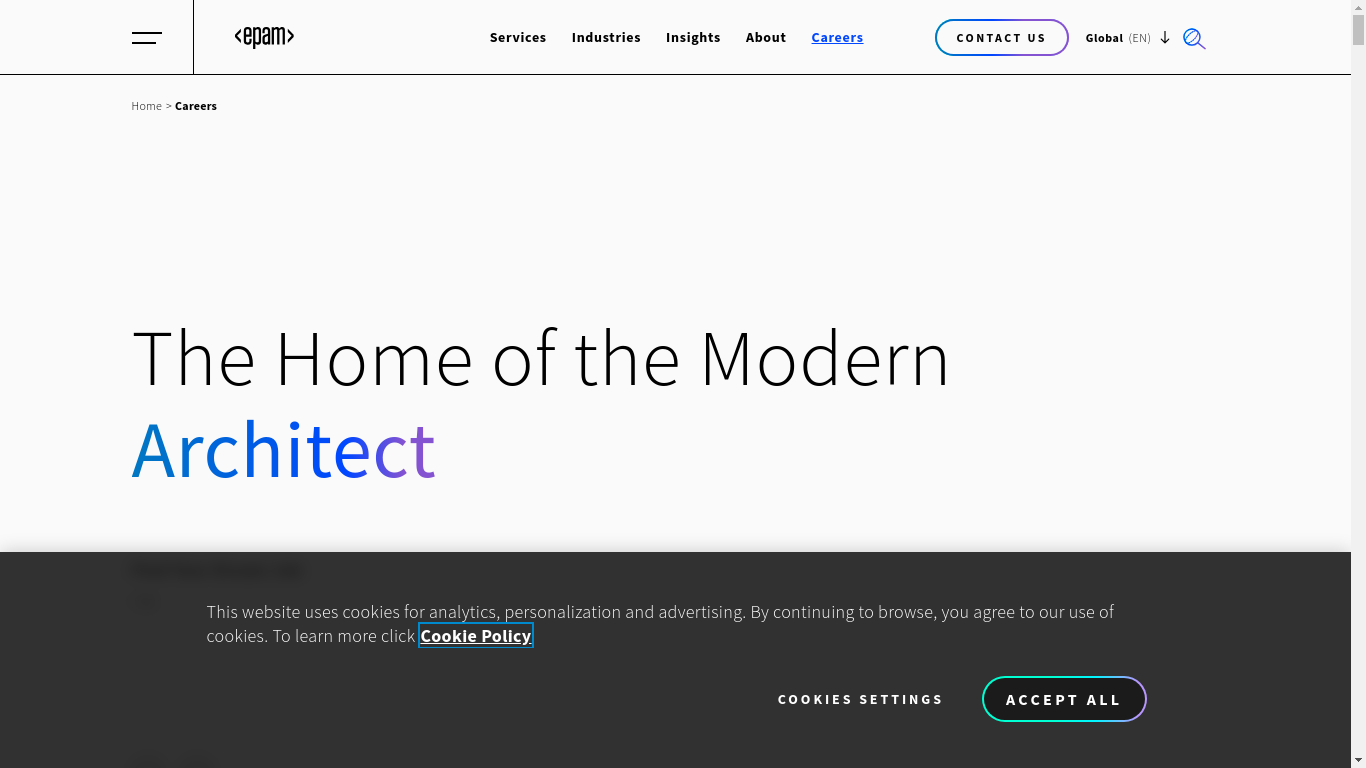 <epam>
Services Industries Insights About Careers
CONTACT US
Global (EN)
Home > Careers
The Home of the Modern
Architect
This website uses cookies for analytics, personalization and advertising. By continuing to browse, you agree to our use of
cookies. To learn more click Cookie Policy
COOKIES SETTINGS
ACCEPT ALL